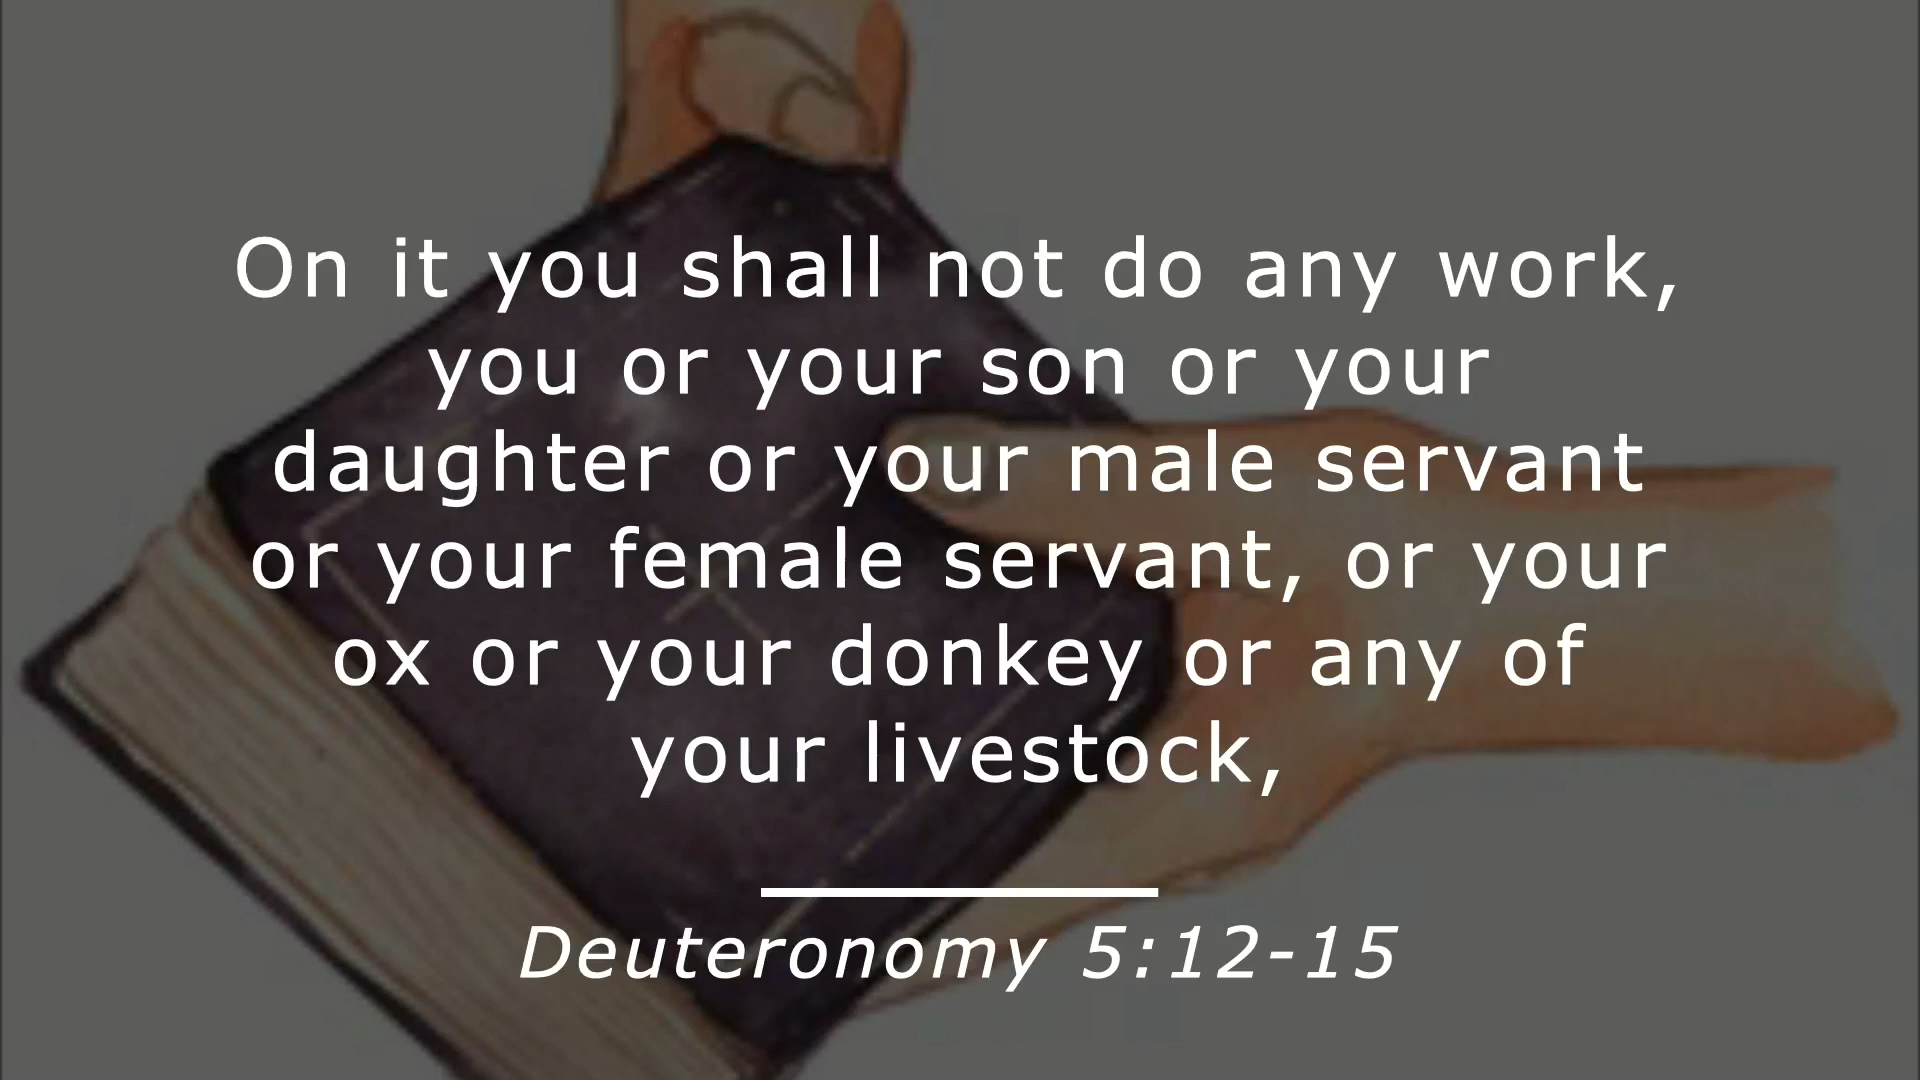 On it you shall not do any work,
you or your son or your
daughter or your male servant
or your female servant, or your
ox or your donkey or any of
your livestock,
Deuteronomy 5:12-15